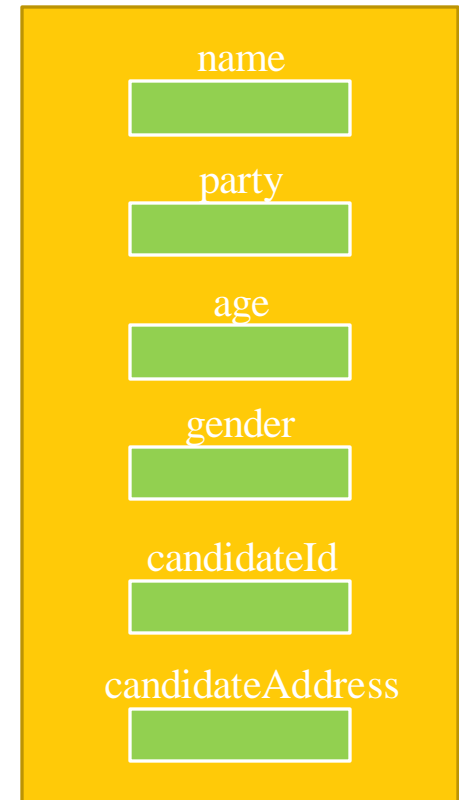 name
party
age
gender
candidateId
candidateAddress